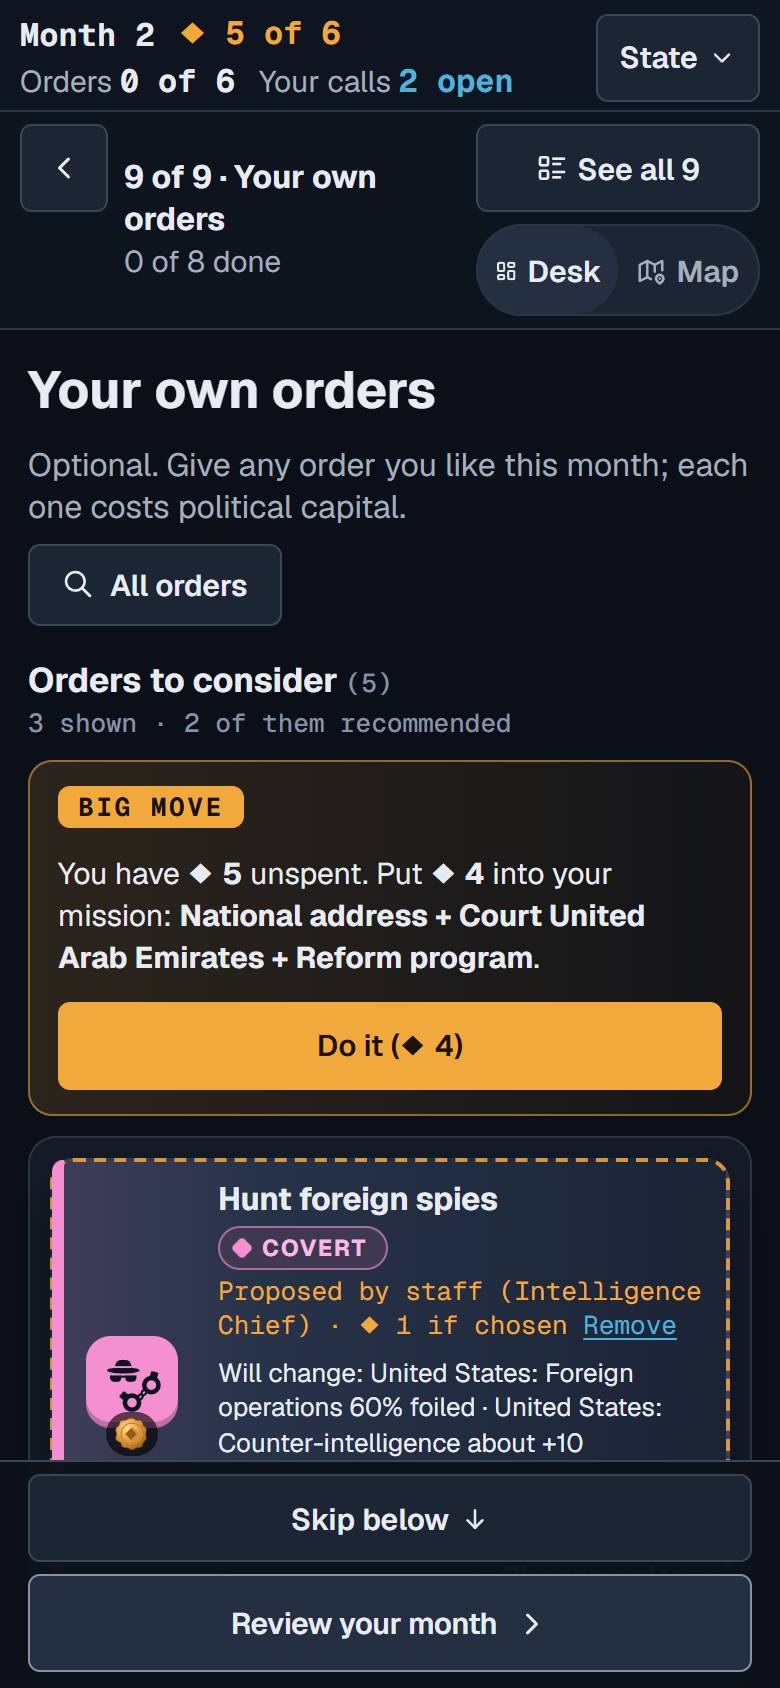 Month 2 ◆ 5 of 6
Orders 0 of 6 Your calls 2 open
State
9 of 9 · Your own
orders
0 of 8 done
See all 9
Desk
Map
Your own orders
Optional. Give any order you like this month; each
one costs political capital.
All orders
Orders to consider (5)
3 shown · 2 of them recommended
BIG MOVE
You have ◆ 5 unspent. Put ◆ 4 into your
mission: National address + Court United
Arab Emirates + Reform program.
Do it (◆ 4)
Hunt foreign spies
COVERT
Proposed by staff (Intelligence
Chief) · ◆ 1 if chosen Remove
Will change: United States: Foreign
operations 60% foiled · United States:
Counter-intelligence about +10
Skip below ↓
Review your month